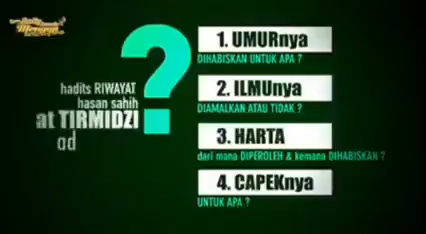 hadits RIWAYAT
hasan sahih
at TIRMIDZI
ad
?
1. UMURnya
DIHABISKAN UNTUK APA ?
2. ILMUnya
DIAMALKAN ATAU TIDAK ?
3. HARTA
dari mana DIPEROLEH & kemana DIHABISKAN ?
4. CAPEKnya
UNTUK APA ?